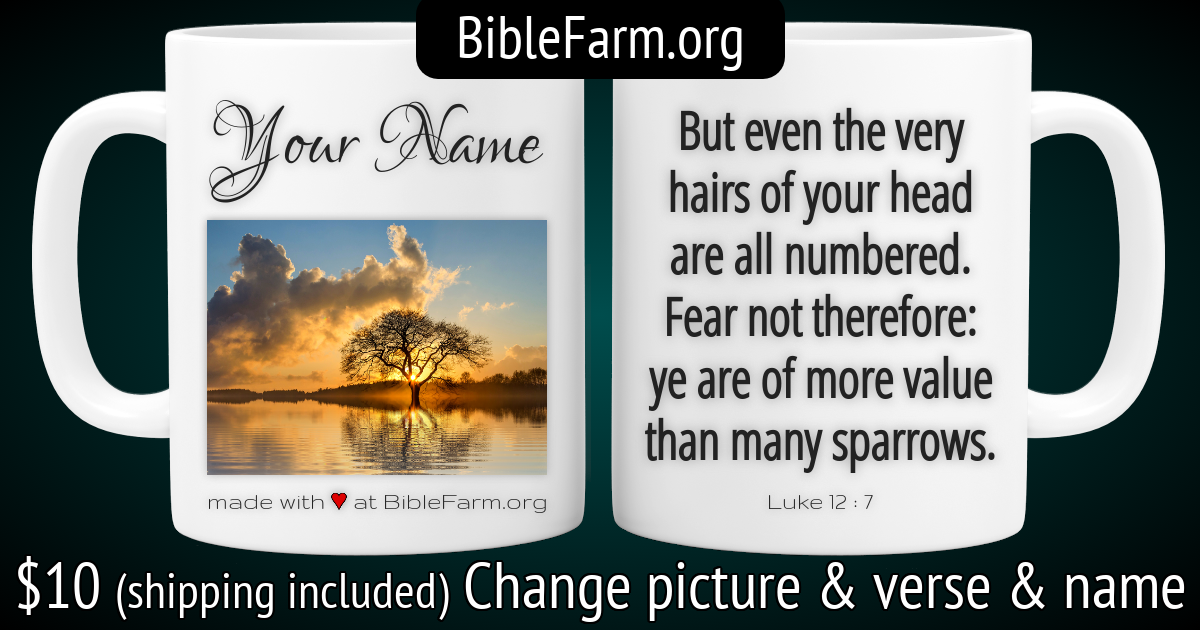 BibleFarm.org
Your Name
made with ♥ at BibleFarm.org
But even the very
hairs of your head
are all numbered.
Fear not therefore:
ye are of more value
than many sparrows.
Luke 12 : 7
$10 (shipping included) Change picture & verse & name